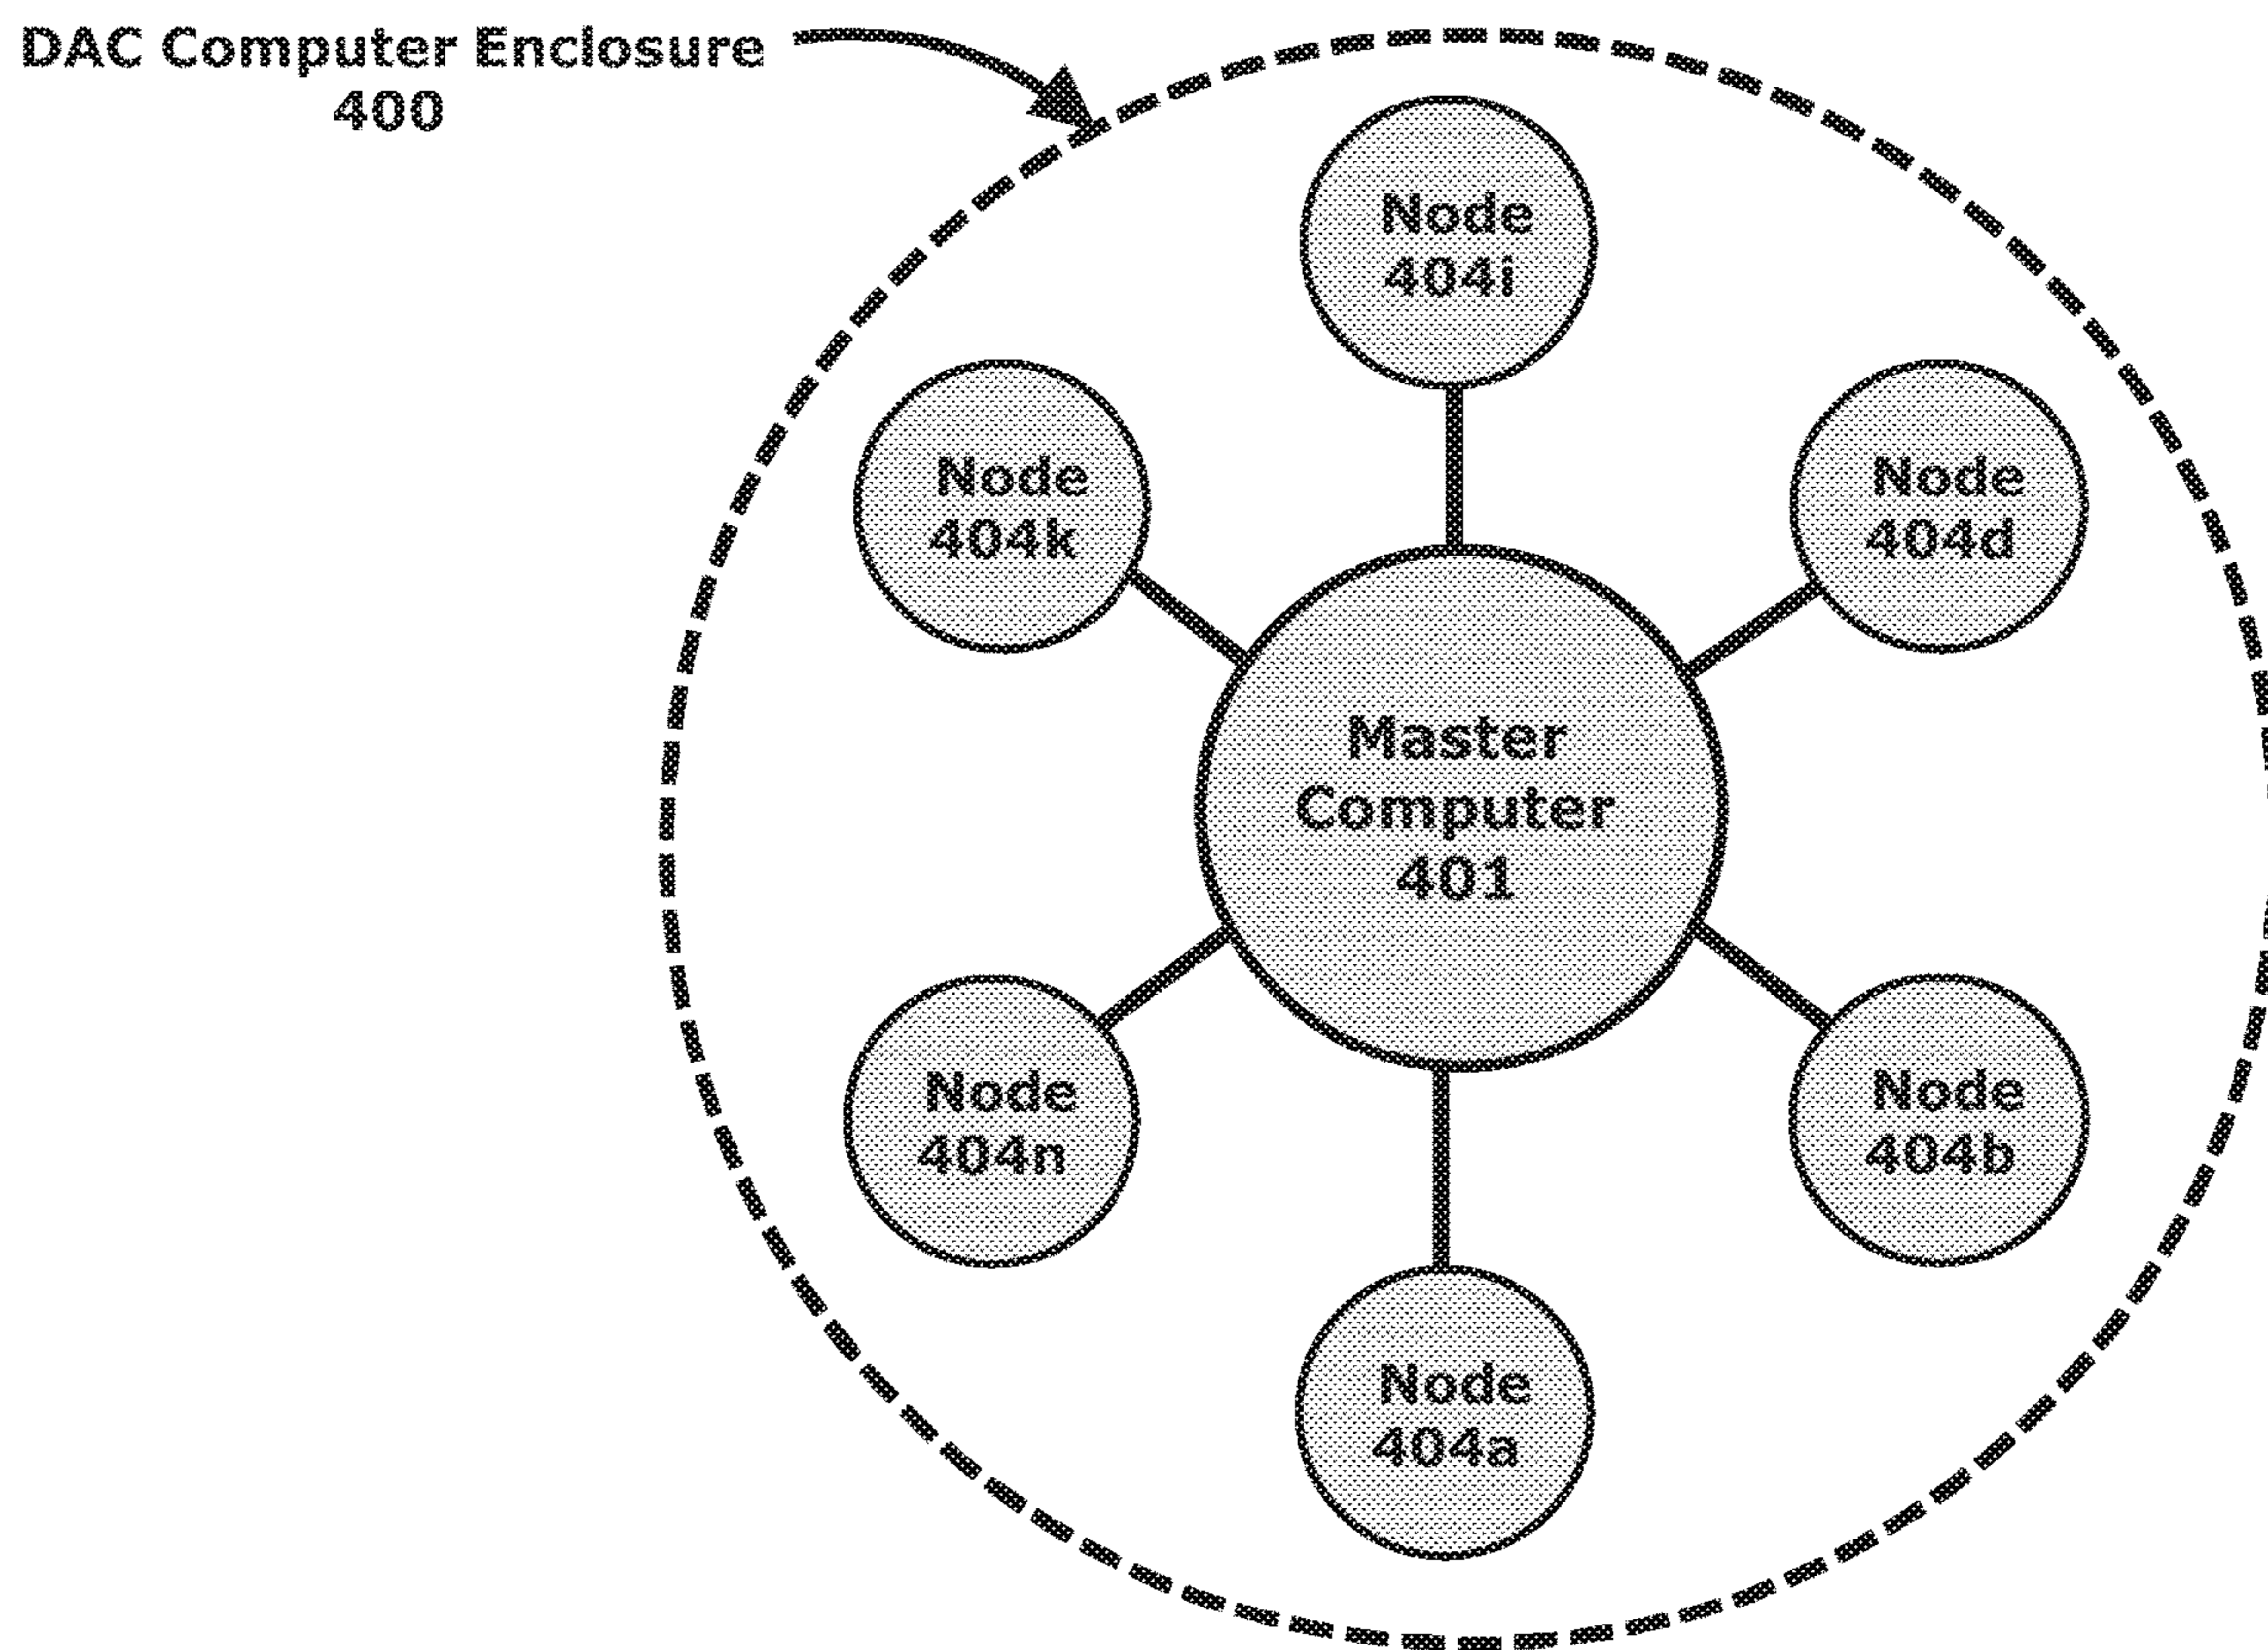 DAC Computer Enclosure
400
Node
404i
Node
404k
Node
404d
Master
Computer
401
Node
404n
Node
404b
Node
404a